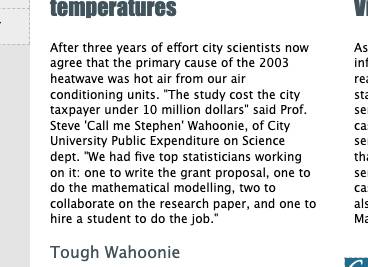 temperatures
After three years of effort city scientists now
agree that the primary cause of the 2003
heatwave was hot air from our air
conditioning units. "The study cost the city
taxpayer under 10 million dollars" said Prof.
Steve 'Call me Stephen' Wahoonie, of City
University Public Expenditure on Science
dept. "We had five top statisticians working
on it: one to write the grant proposal, one to
do the mathematical modelling, two to
collaborate on the research paper, and one to
hire a student to do the job."
Tough Wahoonie